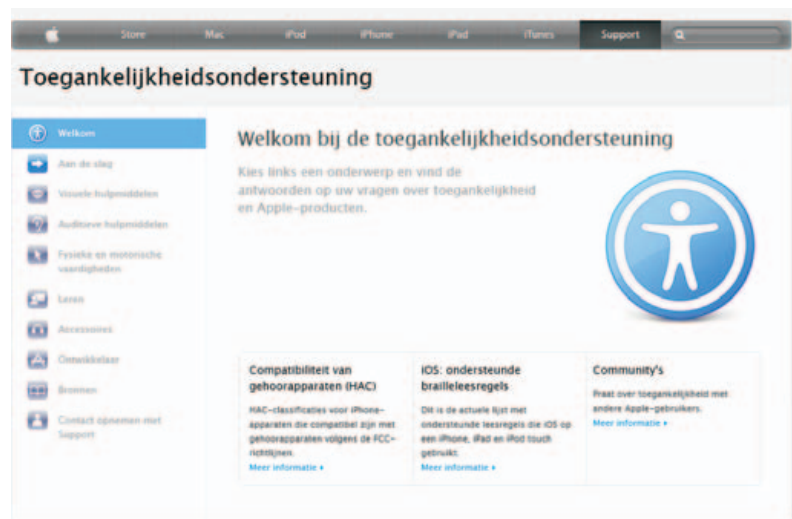 Store Mac iPod iPhone iPad iTunes Support
Toegankelijkheidsondersteuning
Welkom
Aan de slag
Visuele hulpmiddelen
Auditieve hulpmiddelen
Fysieke en motorische
vaardigheden
Leren
Accessoires
Ontwikkelaar
Bronnen
Contact opnemen met
Support
Welkom bij de toegankelijkheidsondersteuning
Kies links een onderwerp en vind de
antwoorden op uw vragen over toegankelijkheid
en Apple-producten.
Compatibiliteit van
gehoorapparaten (HAC)
HAC-classificaties voor iPhone-
apparaten die compatibel zijn met
gehoorapparaten volgens de FCC-
richtlijnen.
Meer informatie
iOS: ondersteunde
brailleleesregels
Dit is de actuele lijst met
ondersteunde leesregels die iOS op
een iPhone, iPad en iPod touch
gebruikt.
Meer informatie
Community's
Praat over toegankelijkheid met
andere Apple-gebruikers.
Meer informatie